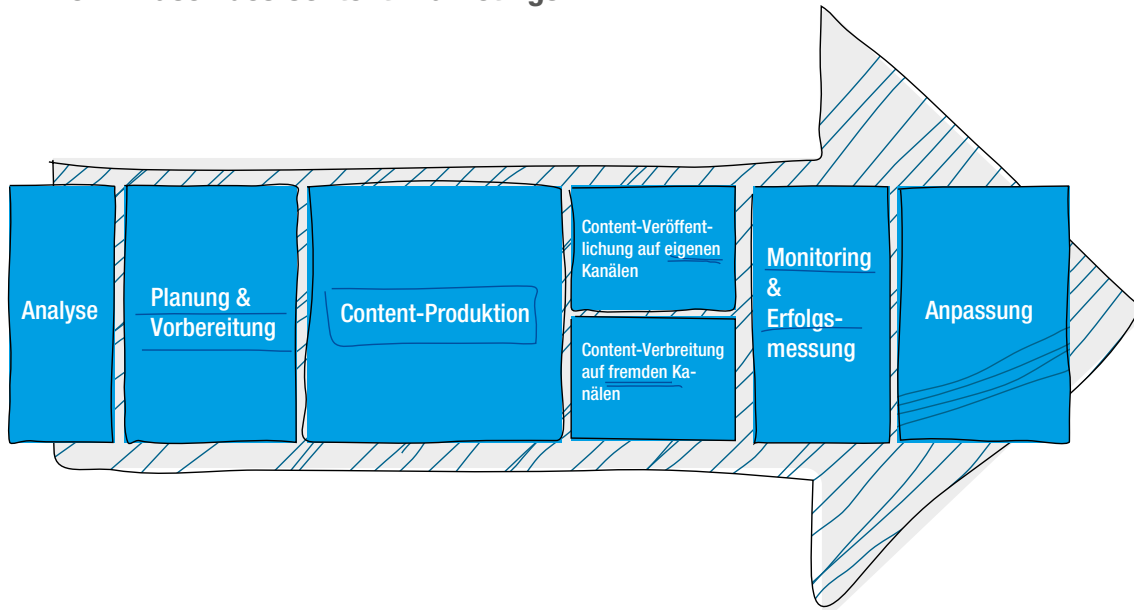 Analyse
Planung &
Vorbereitung
Content-Produktion
Content-Veröffent-
lichung auf eigenen
Kanälen
Content-Verbreitung
auf fremden Ka-
nälen
Monitoring
&
Erfolgs-
messung
Anpassung